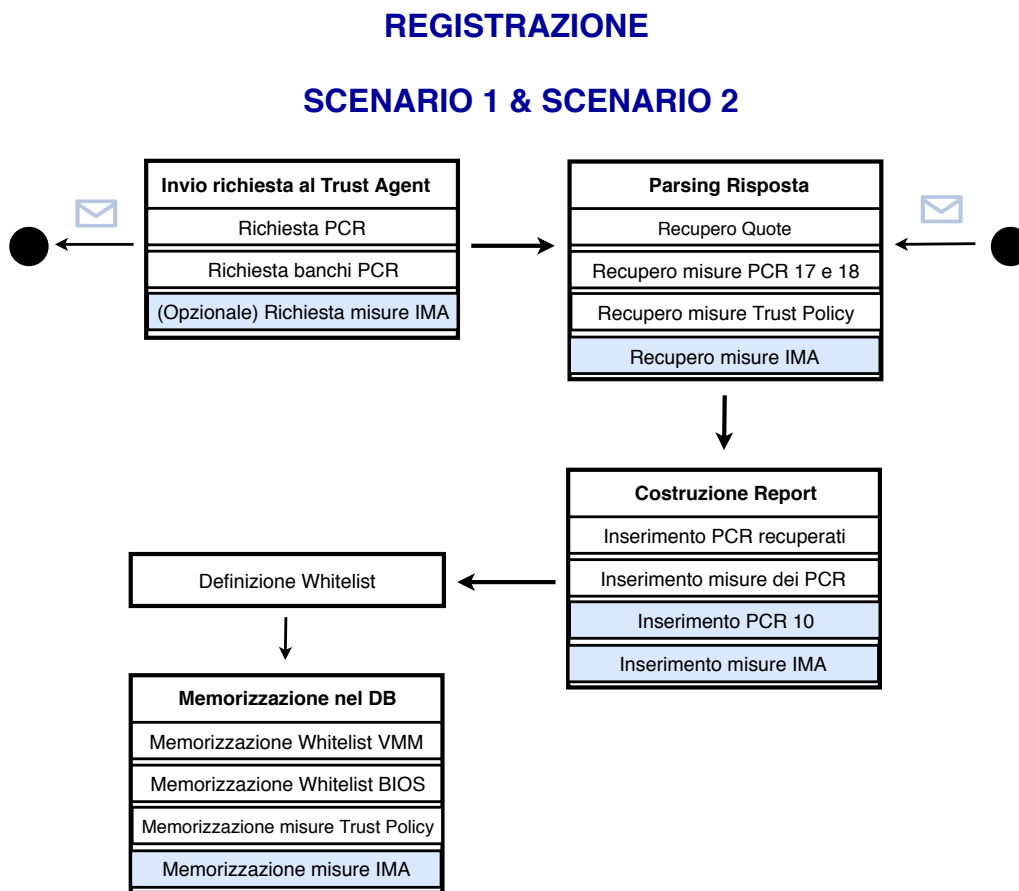 REGISTRAZIONE
SCENARIO 1 & SCENARIO 2
Invio richiesta al Trust Agent
Richiesta PCR
Richiesta banchi PCR
(Opzionale) Richiesta misure IMA
Parsing Risposta
Recupero Quote
Recupero misure PCR 17 e 18
Recupero misure Trust Policy
Recupero misure IMA
Costruzione Report
Inserimento PCR recuperati
Inserimento misure dei PCR
Inserimento PCR 10
Inserimento misure IMA
Definizione Whitelist
Memorizzazione nel DB
Memorizzazione Whitelist VMM
Memorizzazione Whitelist BIOS
Memorizzazione misure Trust Policy
Memorizzazione misure IMA